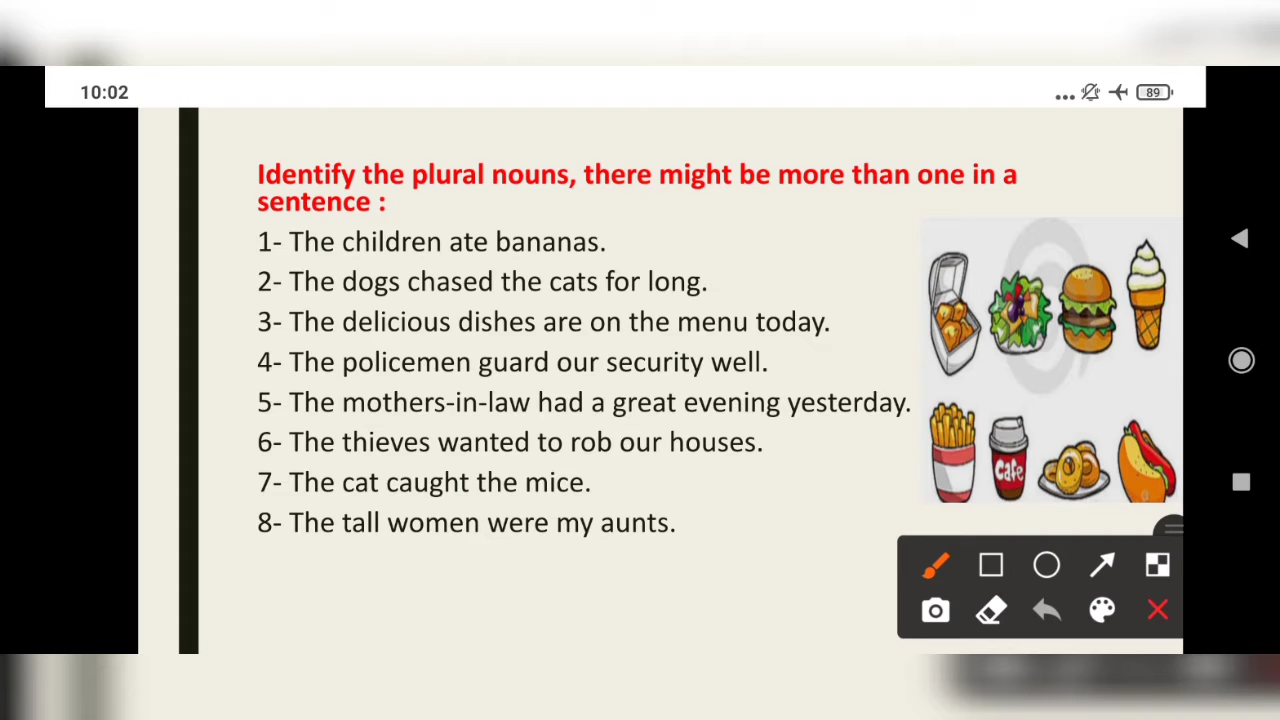 10:02
89
Identify the plural nouns, there might be more than one in a
sentence :
1- The children ate bananas.
2- The dogs chased the cats for long.
3- The delicious dishes are on the menu today.
4- The policemen guard our security well.
5- The mothers-in-law had a great evening yesterday.
6- The thieves wanted to rob our houses.
7- The cat caught the mice.
8- The tall women were my aunts.
Cafe